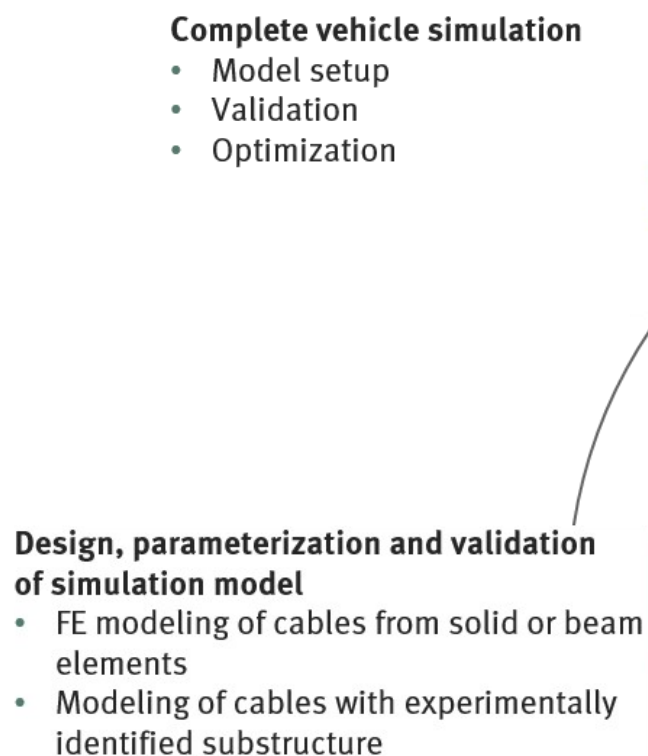 Complete vehicle simulation
• Model setup
• Validation
• Optimization
Design, parameterization and validation
of simulation model
• FE modeling of cables from solid or beam
elements
• Modeling of cables with experimentally
identified substructure